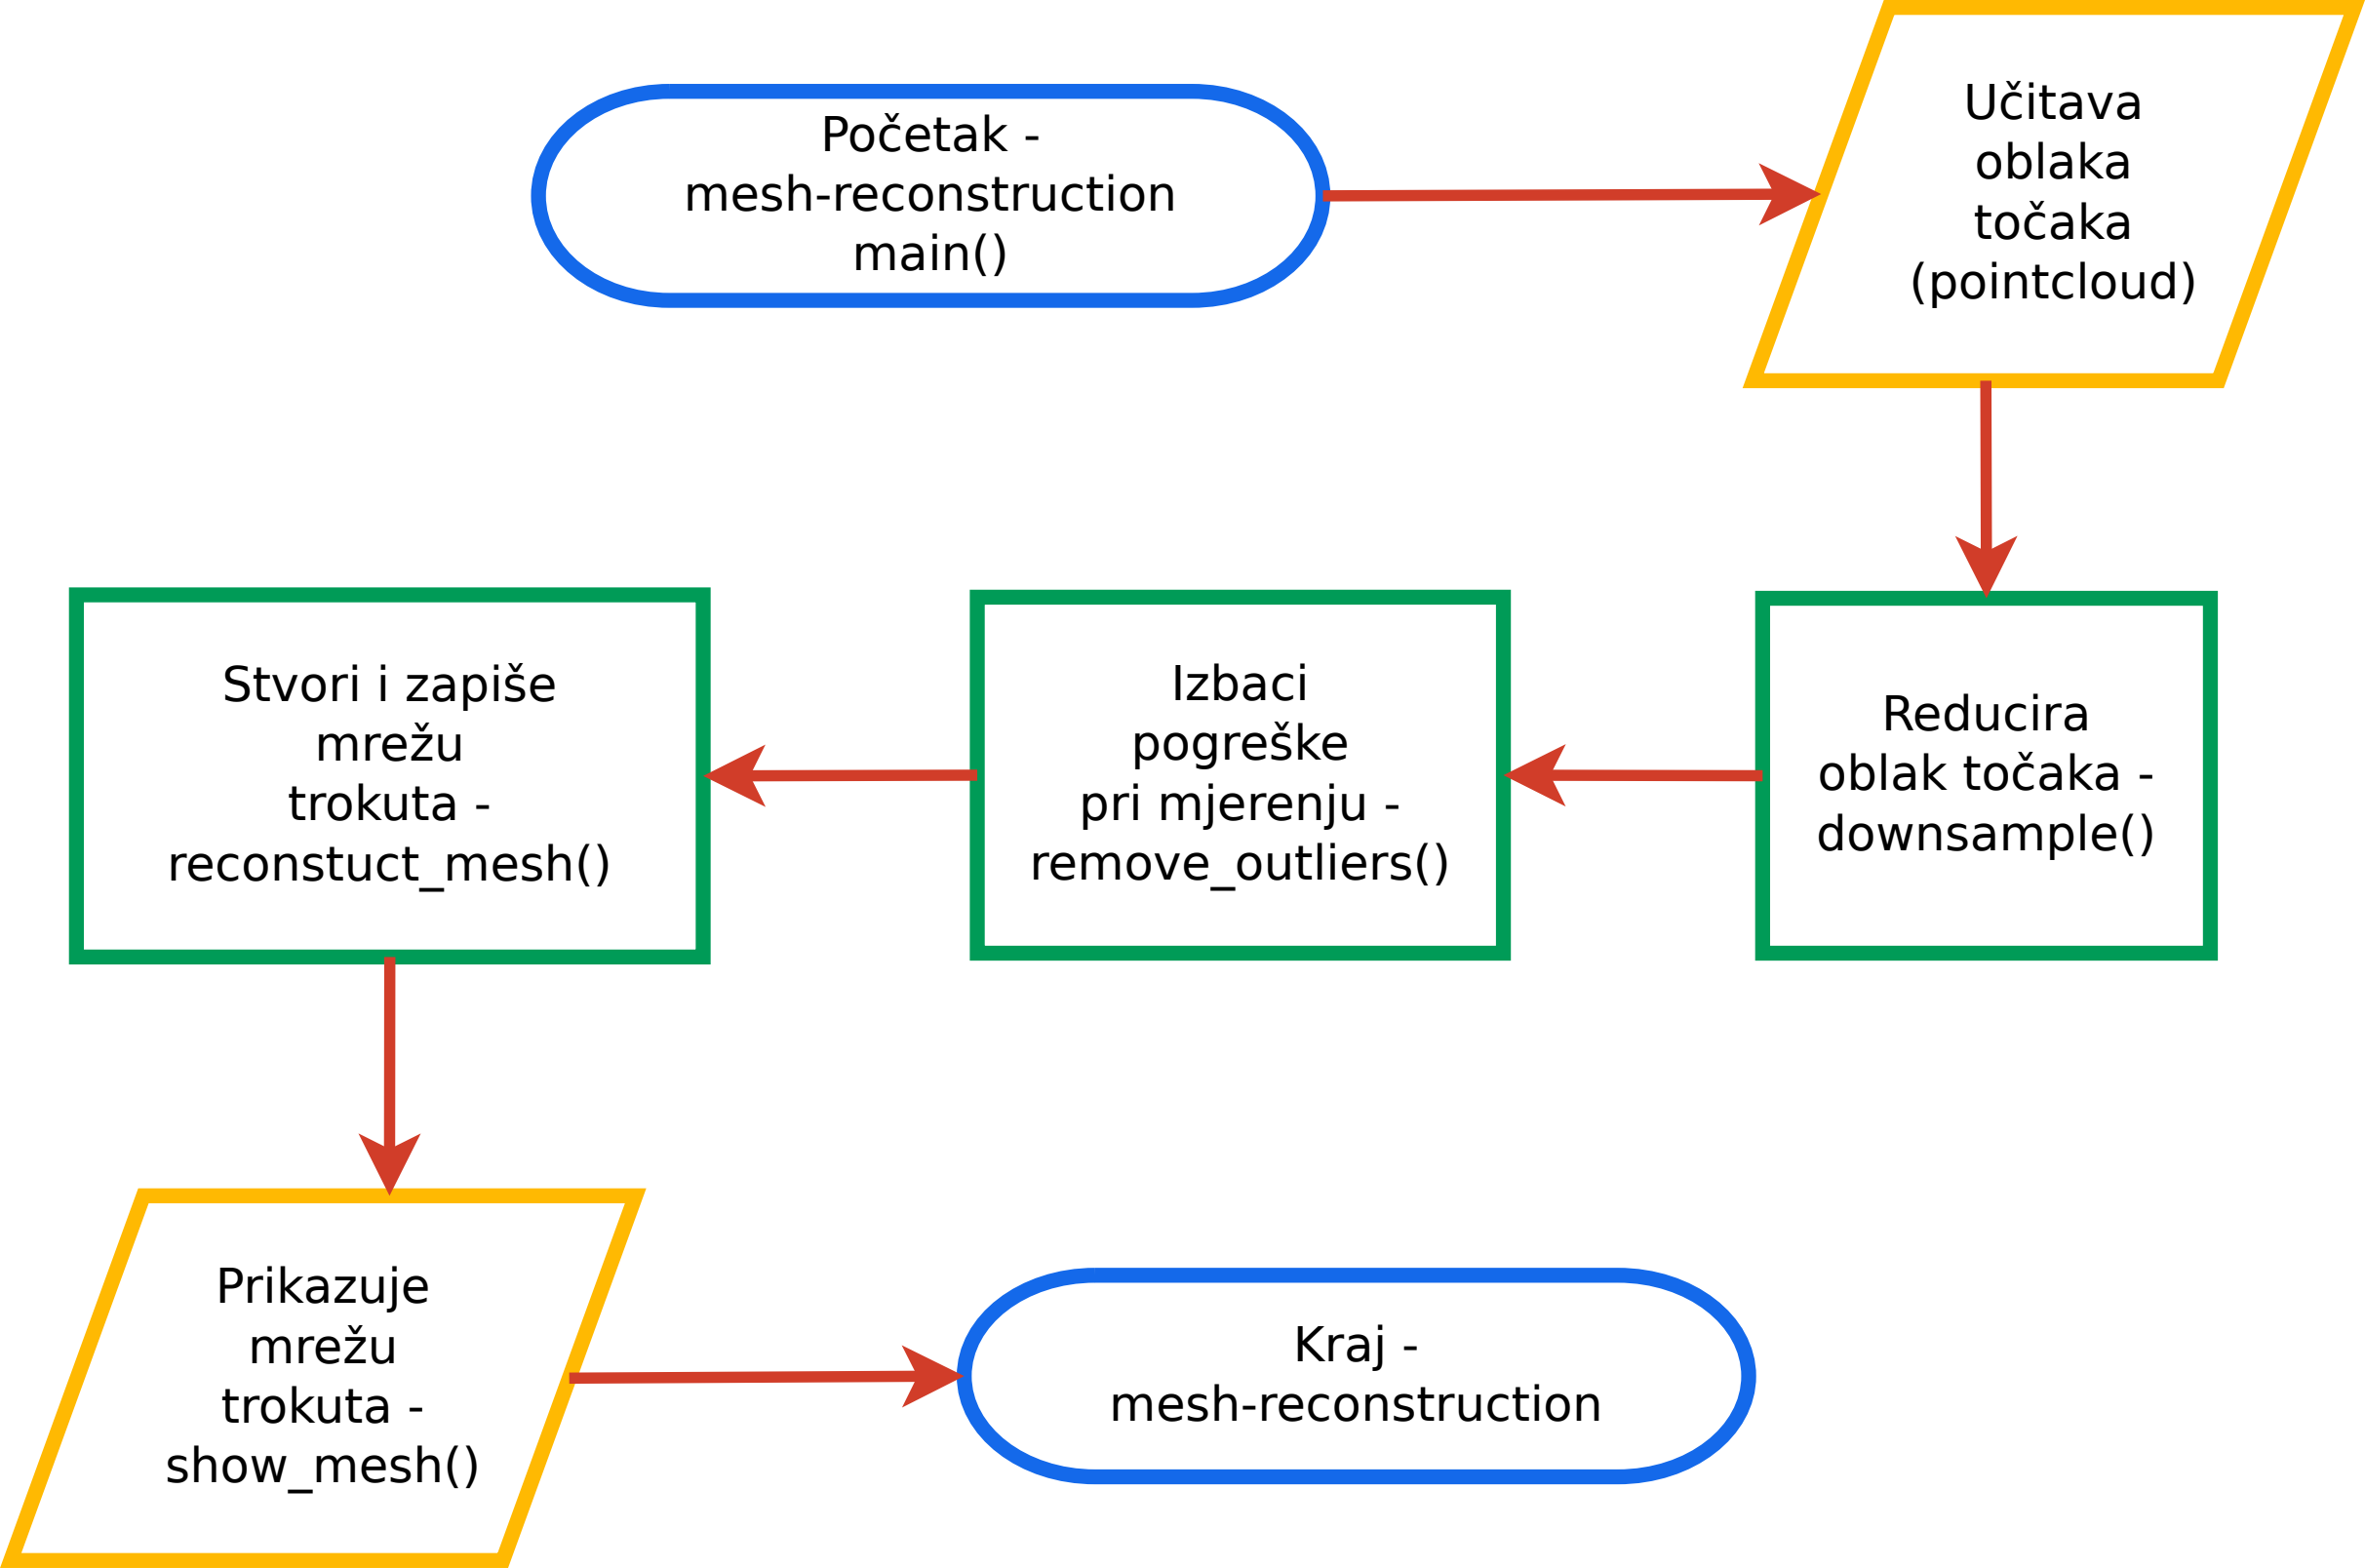 Početak -
mesh-reconstruction
main()
Učitava
oblaka
točaka
(pointcloud)
Reducira
oblak točaka -
downsample()
Izbaci
pogreške
pri mjerenju -
remove_outliers()
Stvori i zapiše
mrežu
trokuta -
reconstuct_mesh()
Prikazuje
mrežu
trokuta -
show_mesh()
Kraj -
mesh-reconstruction